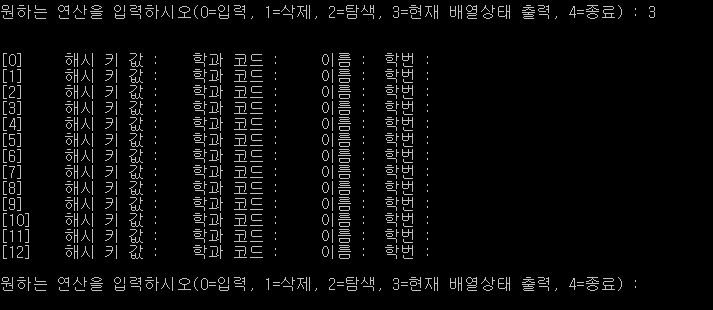 원하는 연산을 입력하시오(0=입력, 1=삭제, 2=탐색, 3=현재 배열상태 출력, 4=종료) : 3
[0] 해시 키 값 : 학과 코드 : 이름 : 학번 :
[1] 해시 키 값 : 학과 코드 : 이름 : 학번 :
[2] 해시 키 값 : 학과 코드 : 이름 : 학번 :
[3] 해시 키 값 : 학과 코드 : 이름 : 학번 :
[4] 해시 키 값 : 학과 코드 : 이름 : 학번 :
[5] 해시 키 값 : 학과 코드 : 이름 : 학번 :
[6] 해시 키 값 : 학과 코드 : 이름 : 학번 :
[7] 해시 키 값 : 학과 코드 : 이름 : 학번 :
[8] 해시 키 값 : 학과 코드 : 이름 : 학번 :
[9] 해시 키 값 : 학과 코드 : 이름 : 학번 :
[10] 해시 키 값 : 학과 코드 : 이름 : 학번 :
[11] 해시 키 값 : 학과 코드 : 이름 : 학번 :
[12] 해시 키 값 : 학과 코드 : 이름 : 학번 :
원하는 연산을 입력하시오(0=입력, 1=삭제, 2=탐색, 3=현재 배열상태 출력, 4=종료) :